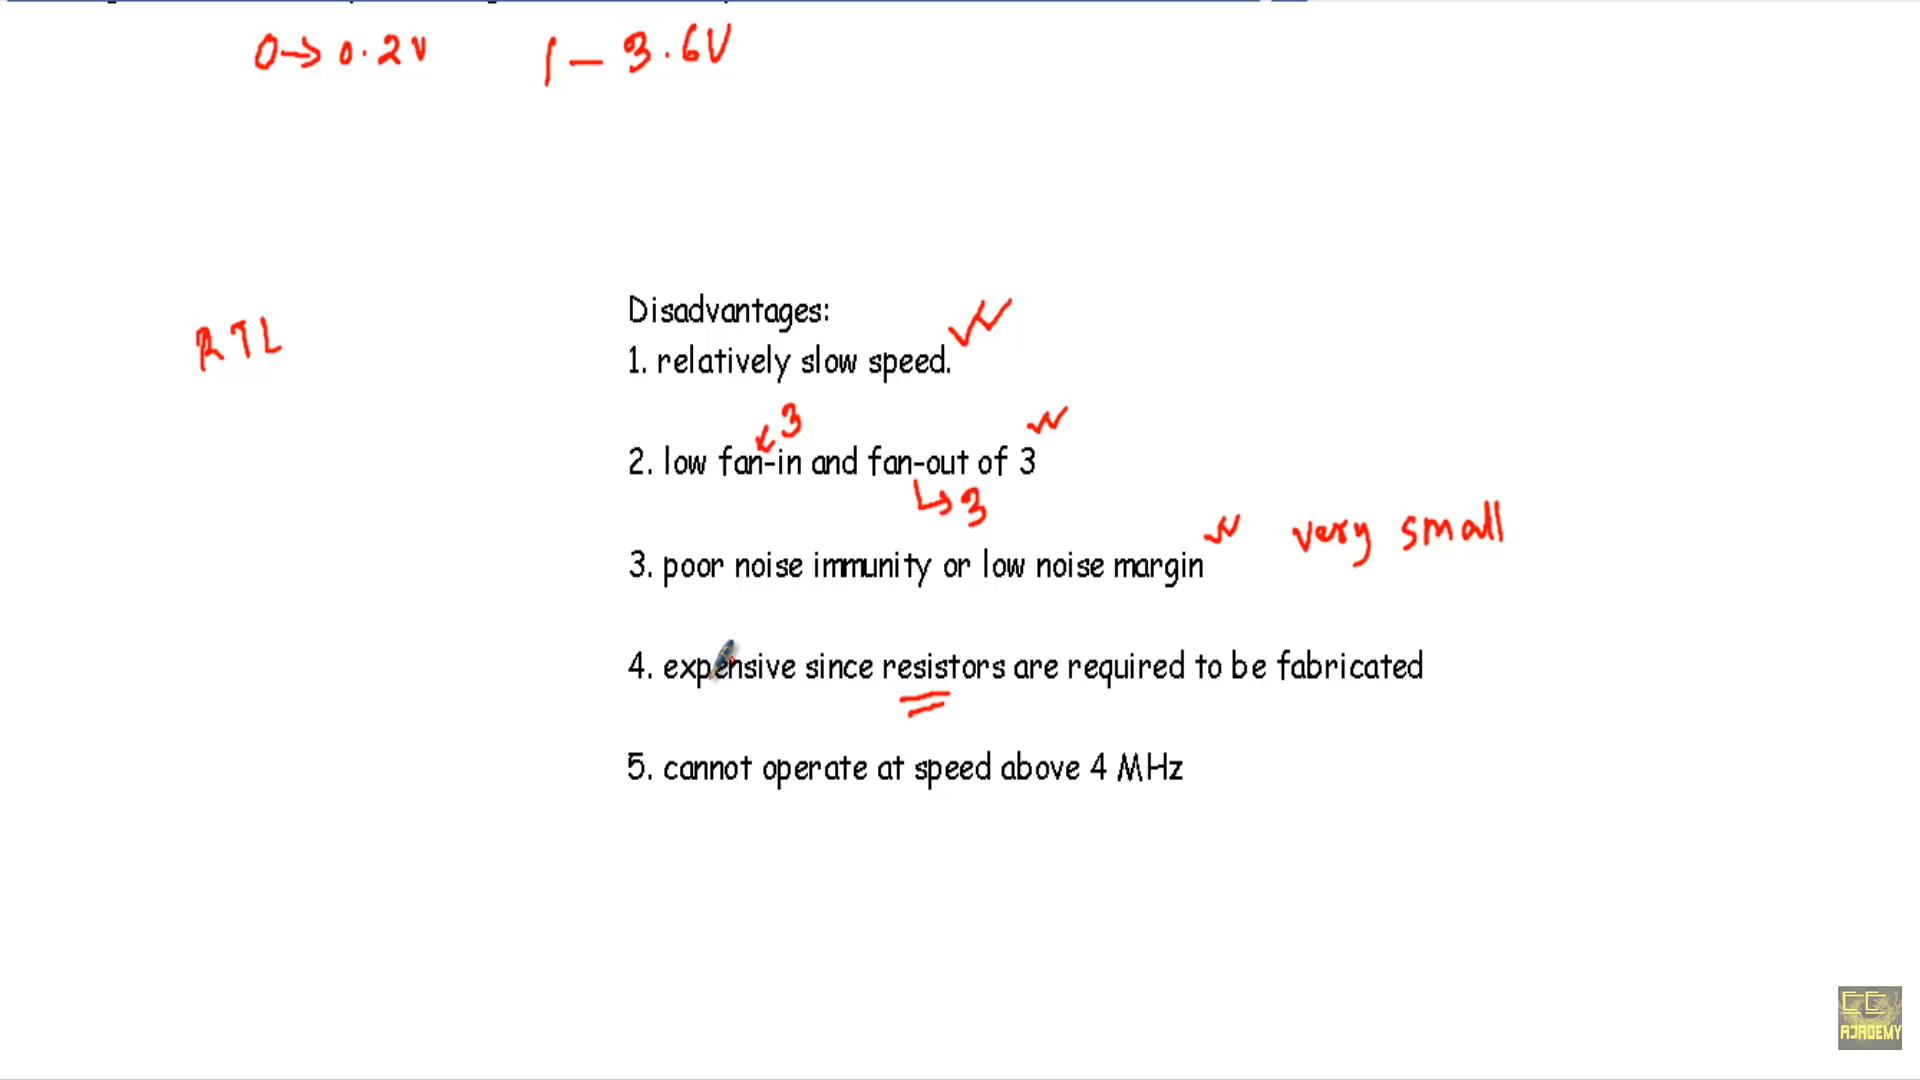 0→0.2V 1 – 3.6V
RTL
Disadvantages:
1. relatively slow speed.
3
2. low fan-in and fan-out of 3
3
very small
3. poor noise immunity or low noise margin
4. expensive since resistors are required to be fabricated
5. cannot operate at speed above 4 MHz
EE
ACADEMY